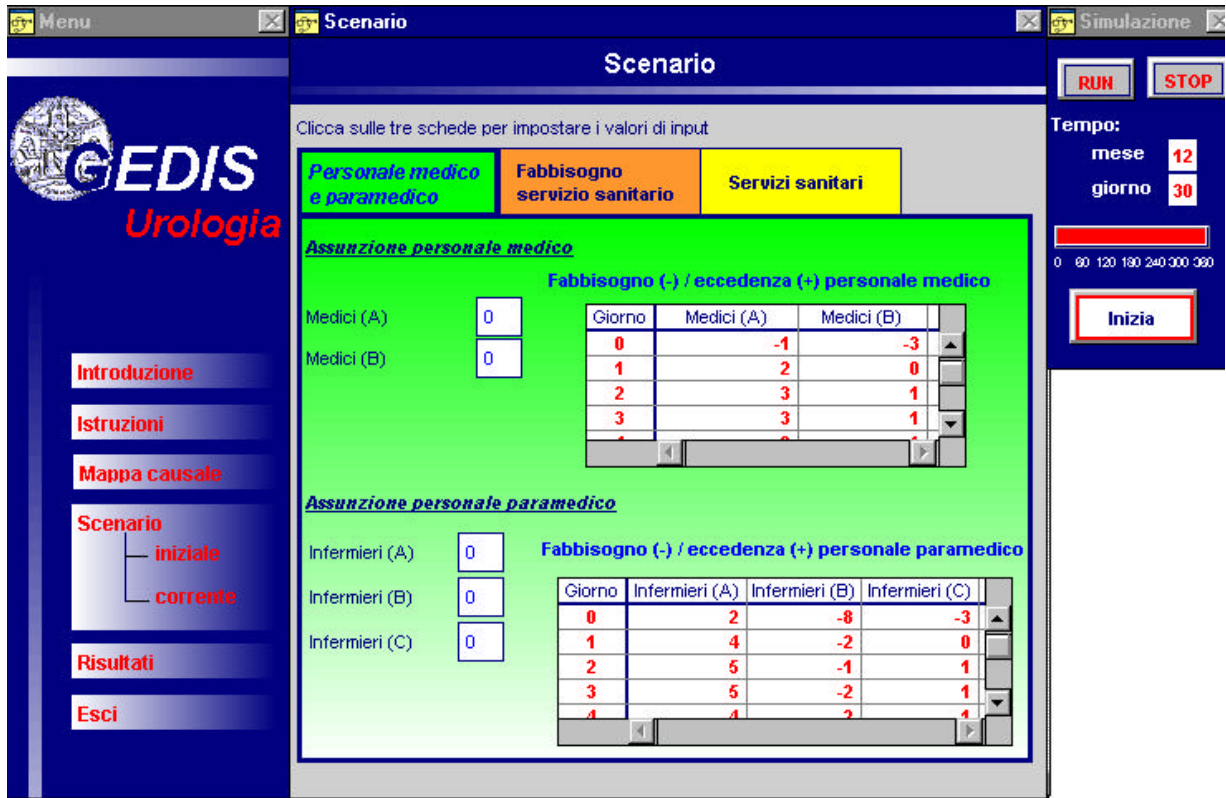 Menu
GEDIS
Urologia
Introduzione
Istruzioni
Mappa causale
Scenario
iniziale
corrente
Risultati
Esci
Scenario
Scenario
Clicca sulle tre schede per impostare i valori di input
Personale medico
e paramedico
Fabbisogno
servizio sanitario
Servizi sanitari
Assunzione personale medico
Fabbisogno (-) / eccedenza (+) personale medico
Medici (A) 0
Medici (B) 0
Giorno Medici (A) Medici (B)
0 -1 -3
1 2 0
2 3 1
3 3 1
Assunzione personale paramedico
Fabbisogno (-) / eccedenza (+) personale paramedico
Infermieri (A) 0
Infermieri (B) 0
Infermieri (C) 0
Giorno Infermieri (A) Infermieri (B) Infermieri (C)
0 2 -8 -3
1 4 -2 0
2 5 -1 1
3 5 -2 1
Simulazione
RUN STOP
Tempo:
mese 12
giorno 30
0 60 120 180 240 300 360
Inizia